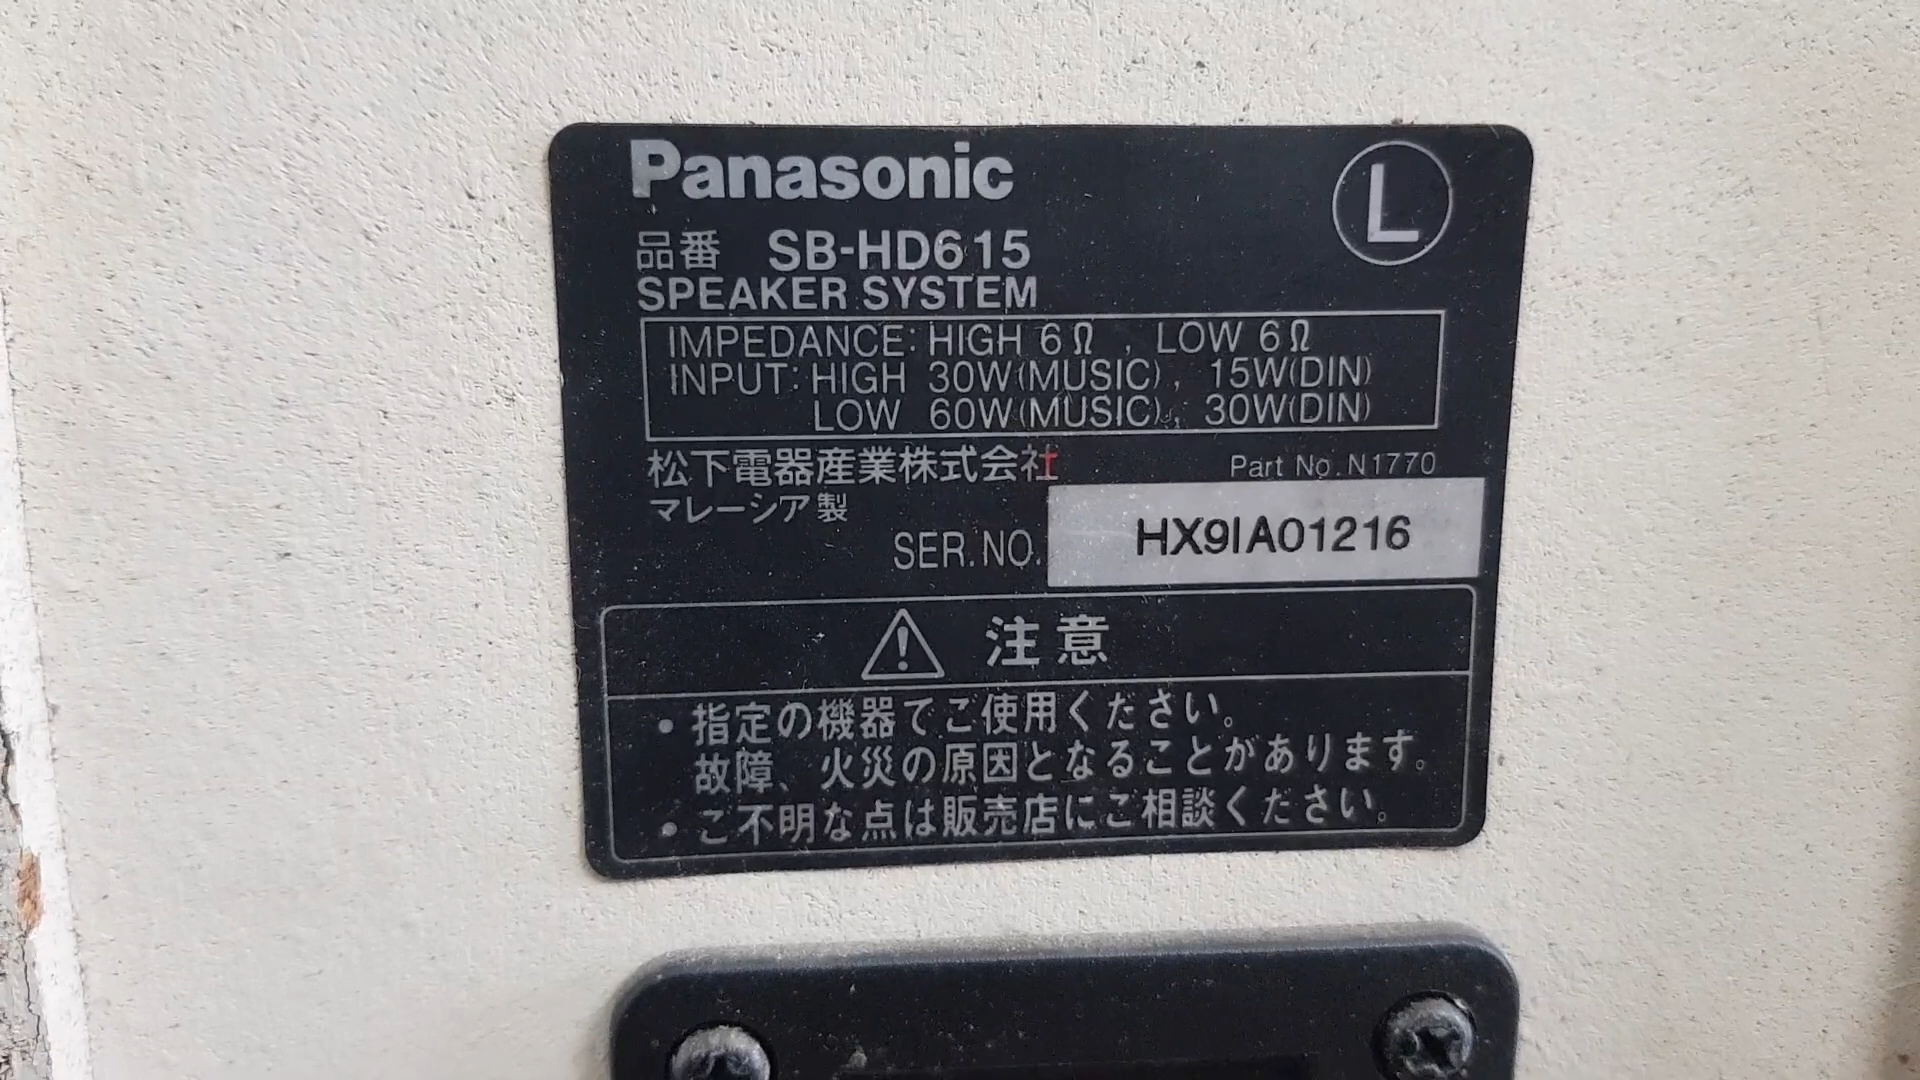 Panasonic
L
品番 SB-HD615
SPEAKER SYSTEM
IMPEDANCE: HIGH 6Ω , LOW 6Ω
INPUT: HIGH 30W(MUSIC), 15W(DIN)
LOW 60W(MUSIC), 30W(DIN)
松下電器産業株式会社
Part No. N1770
マレーシア製
SER.NO. HX9IA01216
注意
・指定の機器でご使用ください。
故障、火災の原因となることがあります。
・ご不明な点は販売店にご相談ください。